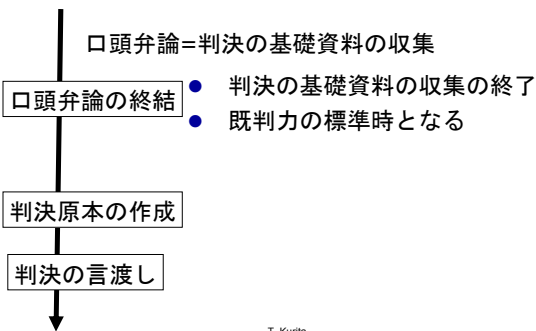 口頭弁論=判決の基礎資料の収集
口頭弁論の終結
● 判決の基礎資料の収集の終了
● 既判力の標準時となる
判決原本の作成
判決の言渡し
T. Kurita